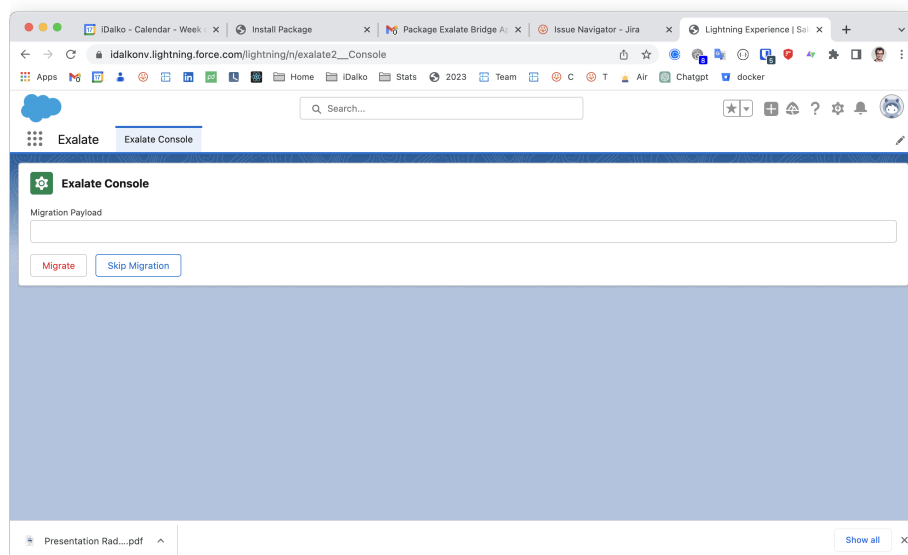 iDalko - Calendar - Week
Install Package
Package Exalate Bridge Ap
Issue Navigator - Jira
Lightning Experience | Sal
idalkonv.lightning.force.com/lightning/n/exalate2__Console
Apps
Home
iDalko
Stats
2023
Team
C
T
Air
Chatgpt
docker
Search...
Exalate
Exalate Console
Exalate Console
Migration Payload
Migrate
Skip Migration
Presentation Rad....pdf
Show all